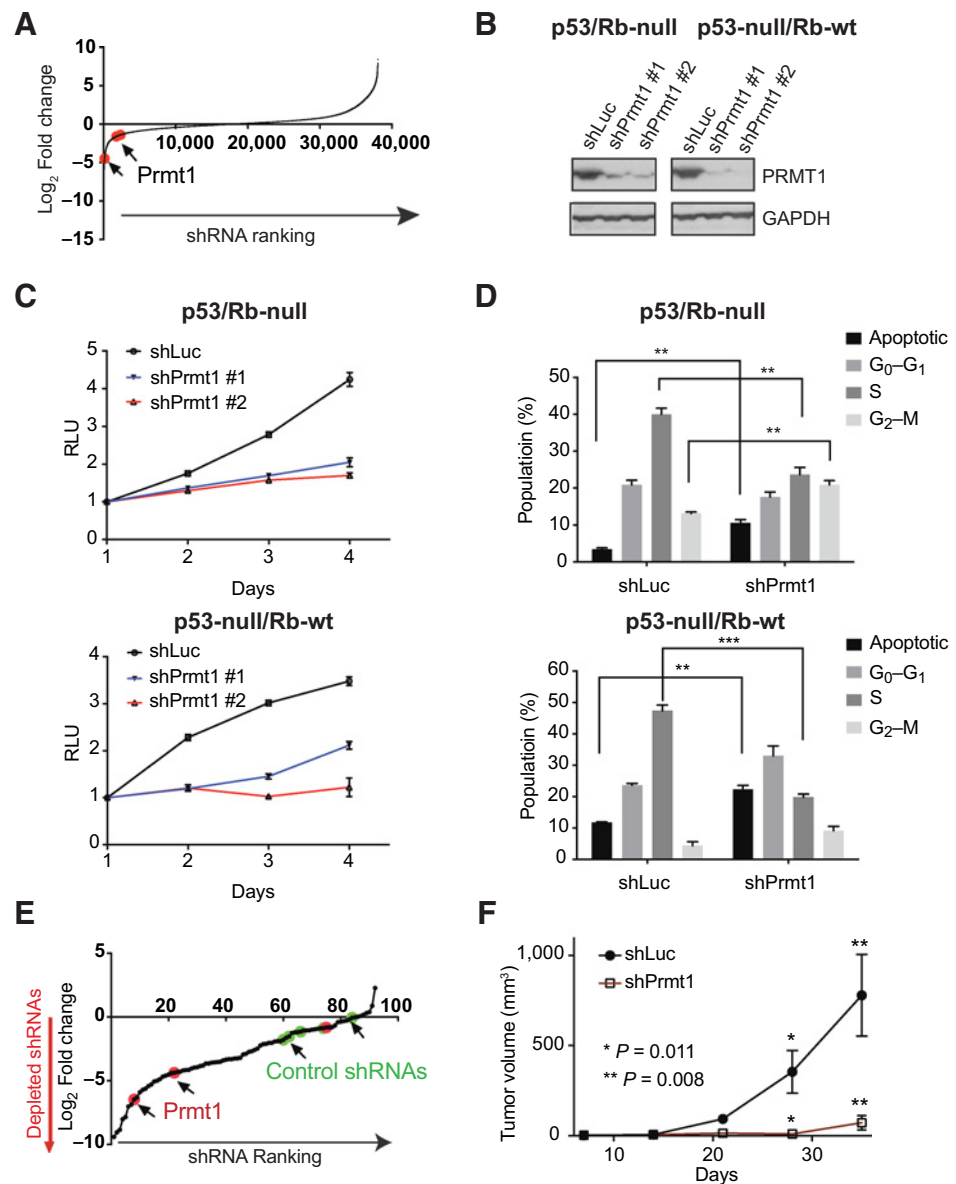 A
10
5
0
−5
−10
−15
10,000 20,000 30,000 40,000
Log2 Fold change
Prmt1
shRNA ranking
B
p53/Rb-null p53-null/Rb-wt
shLuc
shPrmt1 #1
shPrmt1 #2
shLuc
shPrmt1 #1
shPrmt1 #2
PRMT1
GAPDH
C
p53/Rb-null
5
4
3
2
1
0
RLU
shLuc
shPrmt1 #1
shPrmt1 #2
1 2 3 4
Days
p53-null/Rb-wt
4
3
2
1
0
RLU
shLuc
shPrmt1 #1
shPrmt1 #2
1 2 3 4
Days
D
p53/Rb-null
50
40
30
20
10
0
Populatioin (%)
**
**
**
shLuc shPrmt1
Apoptotic
G0–G1
S
G2–M
p53-null/Rb-wt
60
50
40
30
20
10
0
Populatioin (%)
***
**
shLuc shPrmt1
Apoptotic
G0–G1
S
G2–M
E
Depleted shRNAs
Log2 Fold change
5
0
−5
−10
20 40 60 80 100
Control shRNAs
Prmt1
shRNA Ranking
F
Tumor volume (mm3)
1,000
500
0
shLuc
shPrmt1
* P = 0.011
** P = 0.008
**
*
*
**
10 20 30
Days